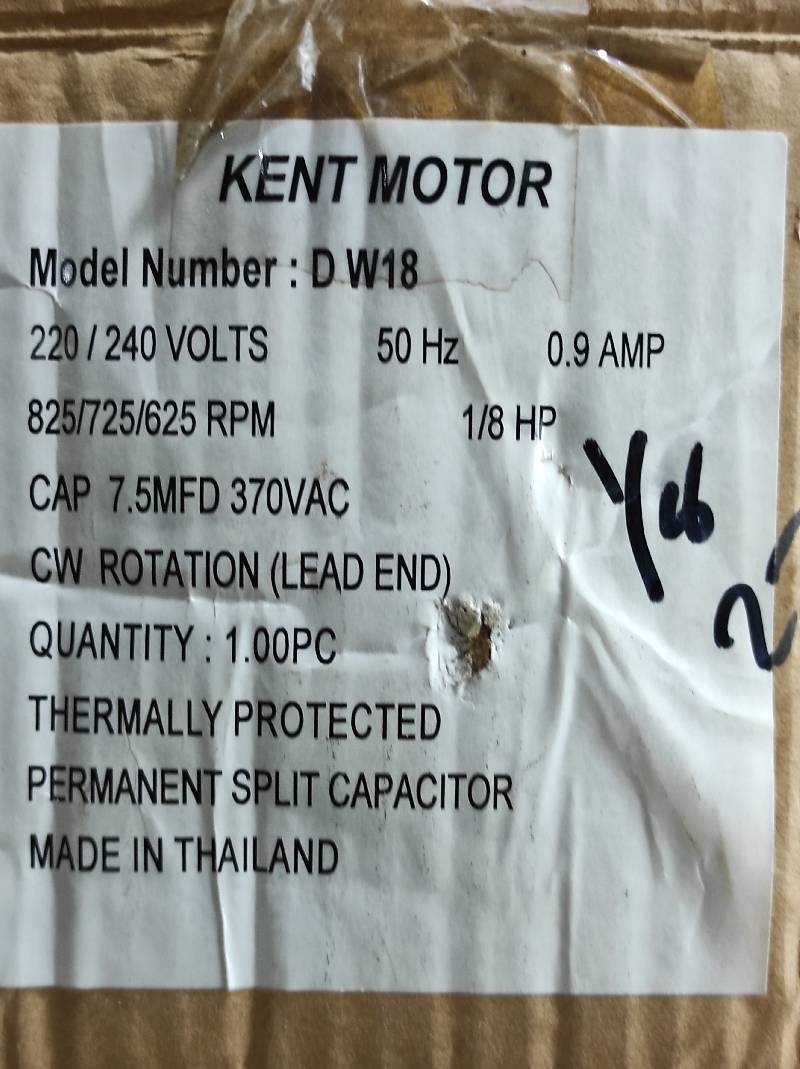 KENT MOTOR
Model Number : D W18
220 / 240 VOLTS 50 Hz 0.9 AMP
825/725/625 RPM 1/8 HP
CAP 7.5MFD 370VAC
CW ROTATION (LEAD END)
QUANTITY : 1.00PC
THERMALLY PROTECTED
PERMANENT SPLIT CAPACITOR
MADE IN THAILAND